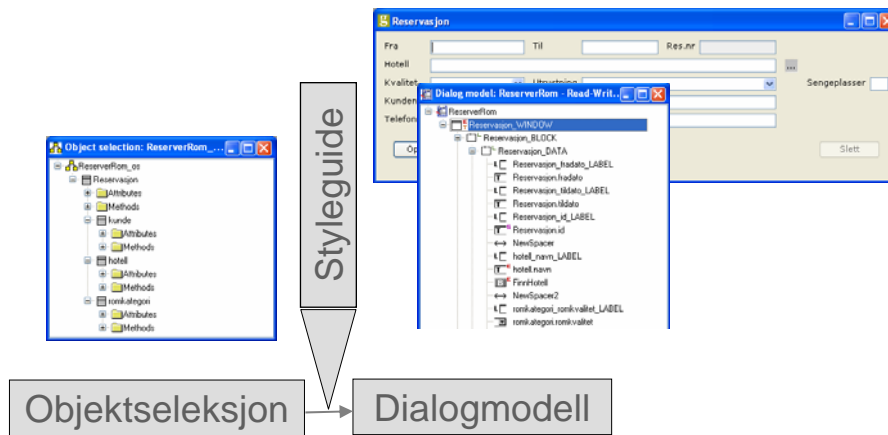 Reservasjon
Fra Til Res.nr
Hotell
...
Kvalitet Utrustning Sengeplasser
Slett
Dialog model: ReserverRom - Read-Writ...
ReserverRom
Reservasjon_WINDOW
Reservasjon_BLOCK
Reservasjon_DATA
Reservasjon_fradato_LABEL
Reservasjon.fradato
Reservasjon_tildato_LABEL
Reservasjon.tildato
Reservasjon_id_LABEL
Reservasjon.id
NewSpacer
hotell_navn_LABEL
hotell.navn
FinnHotell
NewSpacer2
romkategori_romkvalitet_LABEL
romkategori.romkvalitet
Object selection: ReserverRom_...
ReserverRom_os
Reservasjon
Attributes
Methods
kunde
Attributes
Methods
hotell
Attributes
Methods
romkategori
Attributes
Methods
Styleguide
Objektseleksjon
Dialogmodell